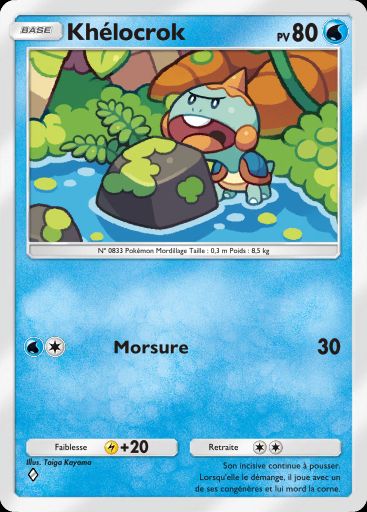 BASE
Khélocrok
PV 80
N° 0833 Pokémon Mordillage Taille : 0,3 m Poids : 8,5 kg
Morsure 30
Faiblesse +20 Retraite
Illus. Taiga Kayama
Son incisive continue à pousser.
Lorsqu'elle le démange, il joue avec un
de ses congénères et lui mord la corne.